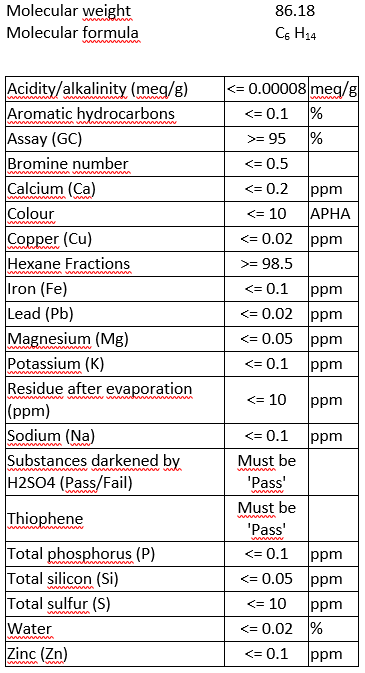 Molecular weight 86.18
Molecular formula C₆ H₁₄
Acidity/alkalinity (meq/g) <= 0.00008 meq/g
Aromatic hydrocarbons <= 0.1 %
Assay (GC) >= 95 %
Bromine number <= 0.5
Calcium (Ca) <= 0.2 ppm
Colour <= 10 APHA
Copper (Cu) <= 0.02 ppm
Hexane Fractions >= 98.5
Iron (Fe) <= 0.1 ppm
Lead (Pb) <= 0.02 ppm
Magnesium (Mg) <= 0.05 ppm
Potassium (K) <= 0.1 ppm
Residue after evaporation
(ppm) <= 10 ppm
Sodium (Na) <= 0.1 ppm
Substances darkened by Must be
H2SO4 (Pass/Fail) 'Pass'
Thiophene Must be
'Pass'
Total phosphorus (P) <= 0.1 ppm
Total silicon (Si) <= 0.05 ppm
Total sulfur (S) <= 10 ppm
Water <= 0.02 %
Zinc (Zn) <= 0.1 ppm